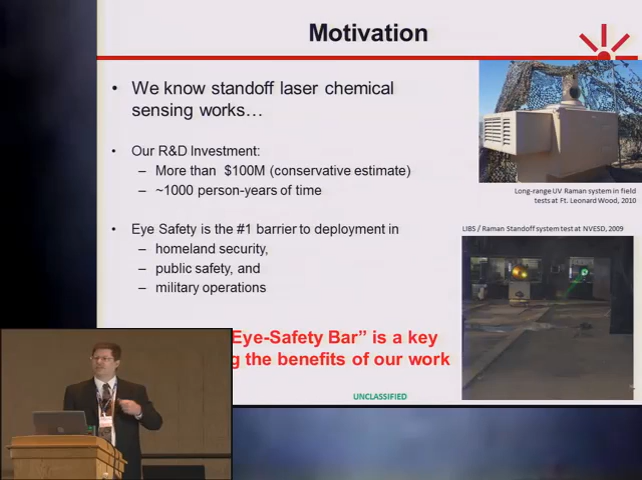 Motivation
• We know standoff laser chemical
sensing works…
• Our R&D Investment:
– More than $100M (conservative estimate)
– ~1000 person-years of time
• Eye Safety is the #1 barrier to deployment in
– homeland security,
– public safety, and
– military operations
Eye-Safety Bar” is a key
g the benefits of our work
Long-range UV Raman system in field
tests at Ft. Leonard Wood, 2010
LIBS / Raman Standoff system test at NVESD, 2009
UNCLASSIFIED